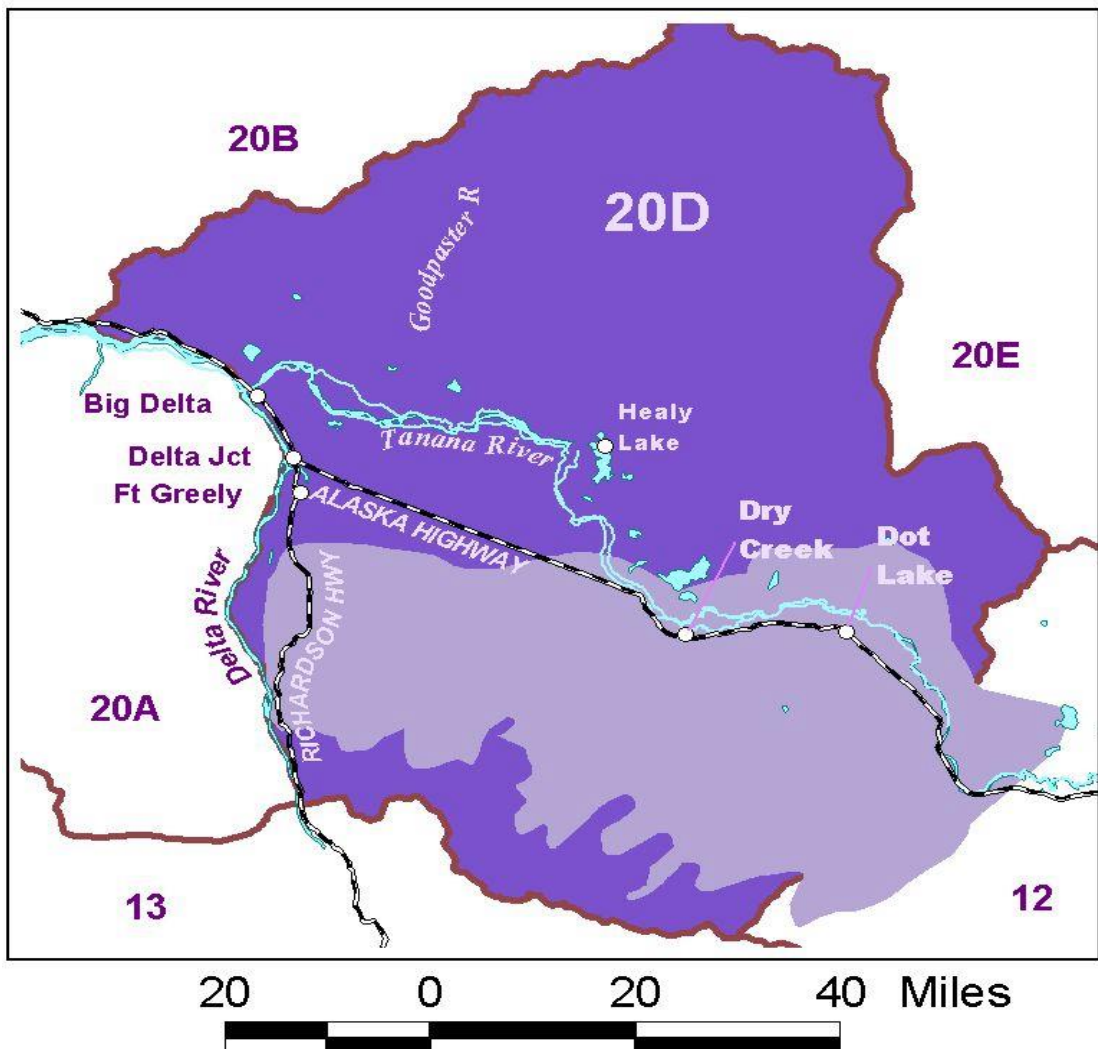 20B
20D
Goodpaster R
20E
Big Delta
Healy
Lake
Tanana River
Delta Jct
Ft Greely
ALASKA HIGHWAY
Dry
Creek
Dot
Lake
Delta River
RICHARDSON HWY
20A
13
12
20 0 20 40 Miles